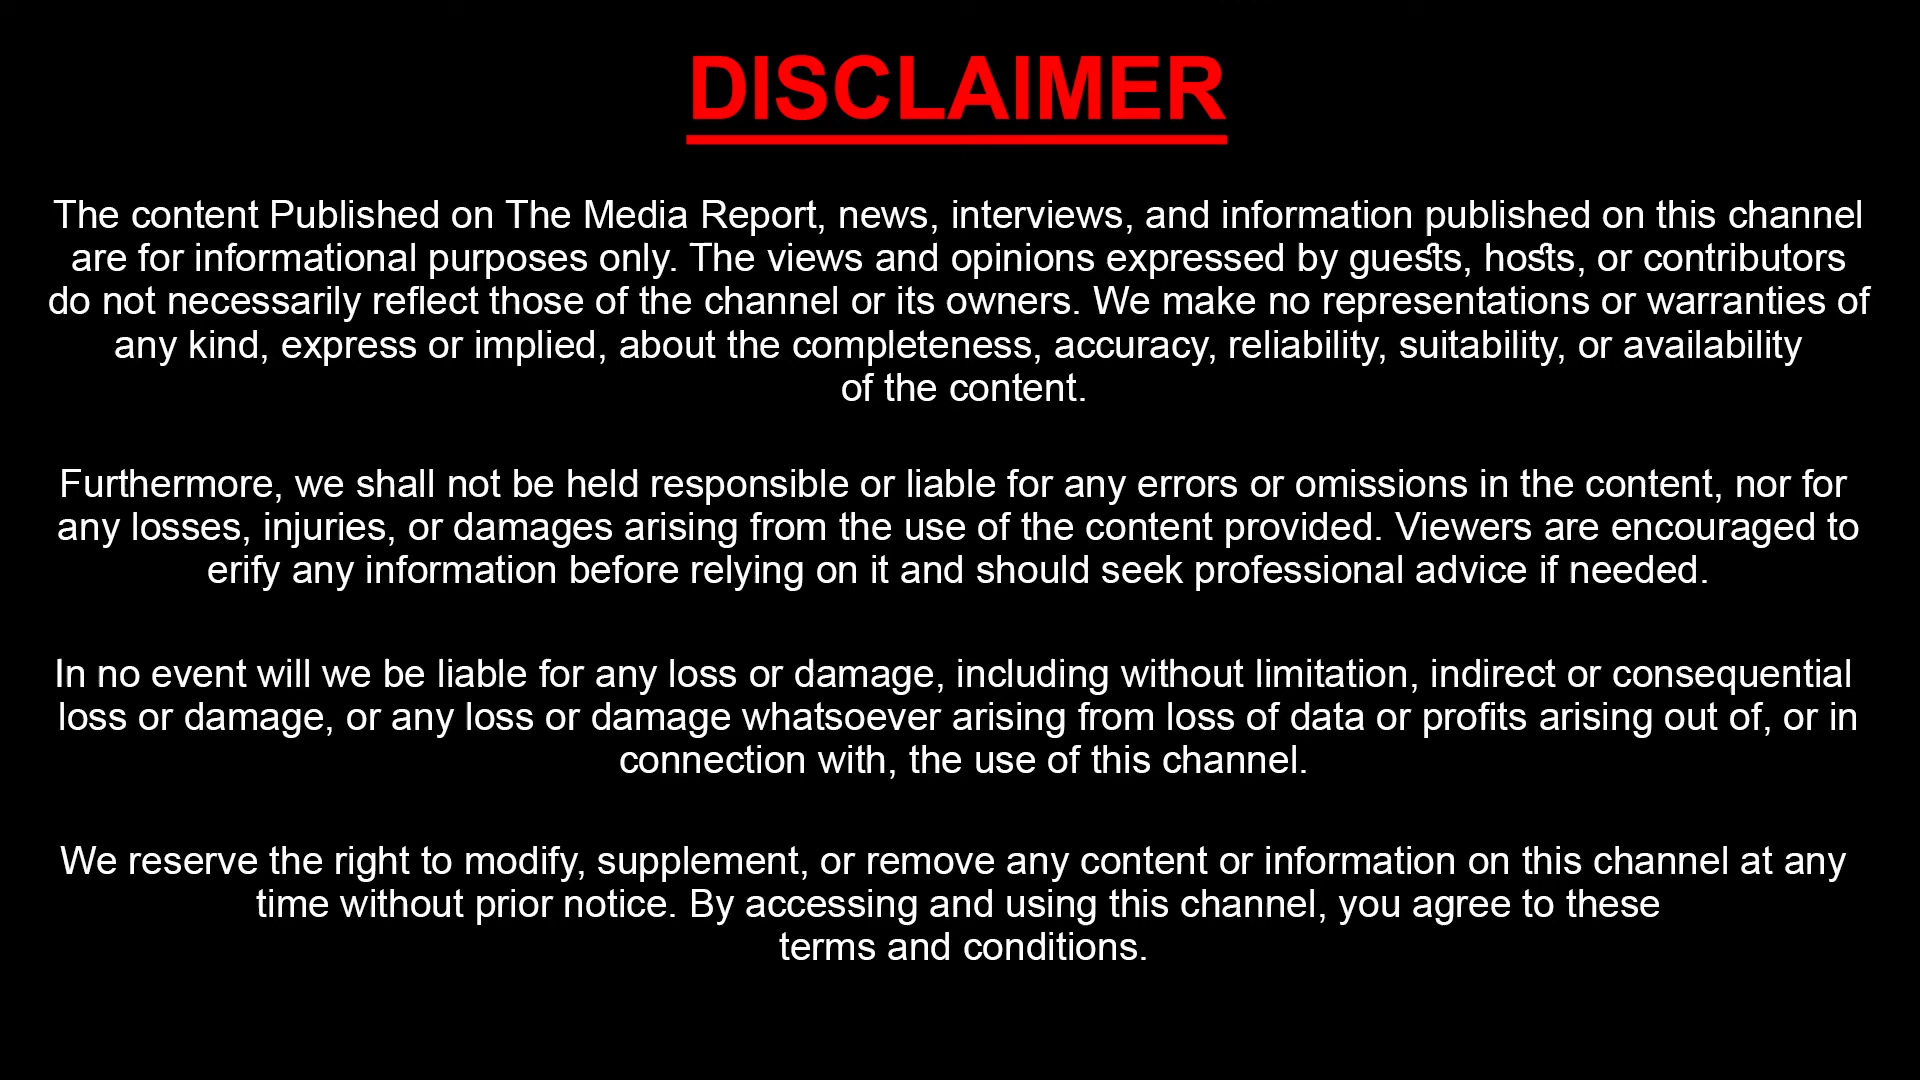 DISCLAIMER
The content Published on The Media Report, news, interviews, and information published on this channel
are for informational purposes only. The views and opinions expressed by guests, hosts, or contributors
do not necessarily reflect those of the channel or its owners. We make no representations or warranties of
any kind, express or implied, about the completeness, accuracy, reliability, suitability, or availability
of the content.
Furthermore, we shall not be held responsible or liable for any errors or omissions in the content, nor for
any losses, injuries, or damages arising from the use of the content provided. Viewers are encouraged to
erify any information before relying on it and should seek professional advice if needed.
In no event will we be liable for any loss or damage, including without limitation, indirect or consequential
loss or damage, or any loss or damage whatsoever arising from loss of data or profits arising out of, or in
connection with, the use of this channel.
We reserve the right to modify, supplement, or remove any content or information on this channel at any
time without prior notice. By accessing and using this channel, you agree to these
terms and conditions.